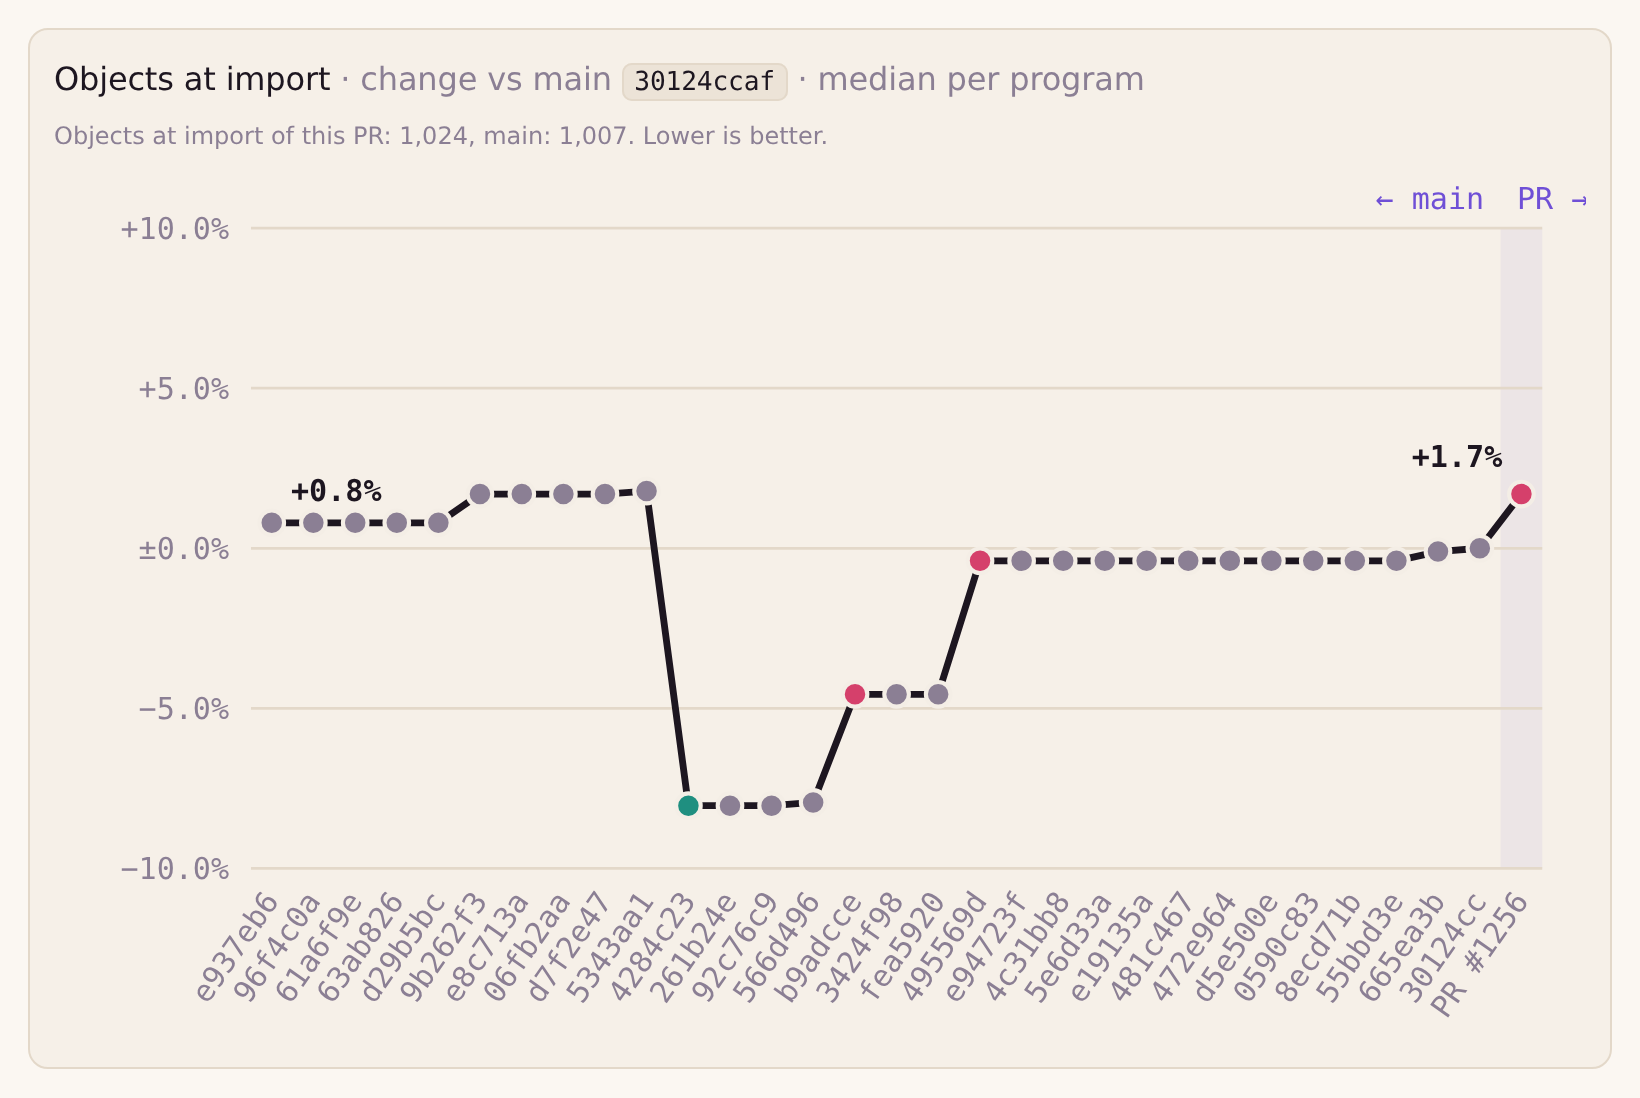 Objects at import · change vs main 30124ccaf · median per program
Objects at import of this PR: 1,024, main: 1,007. Lower is better.
← main PR →
+10.0%
+5.0%
+1.7%
+0.8%
±0.0%
−5.0%
−10.0%
e937eb6
96f4c0a
61a6f9e
63ab826
d29b5bc
9b262f3
e8c713a
06fb2aa
d7f2e47
5343aa1
4284c23
261b24e
92c76c9
566d496
b9adcce
3424f98
fea5920
495569d
e94723f
4c31bb8
5e6d33a
e19135a
481c467
472e964
d5e500e
0590c83
8ecd71b
55bbd3e
665ea3b
30124cc
PR #1256